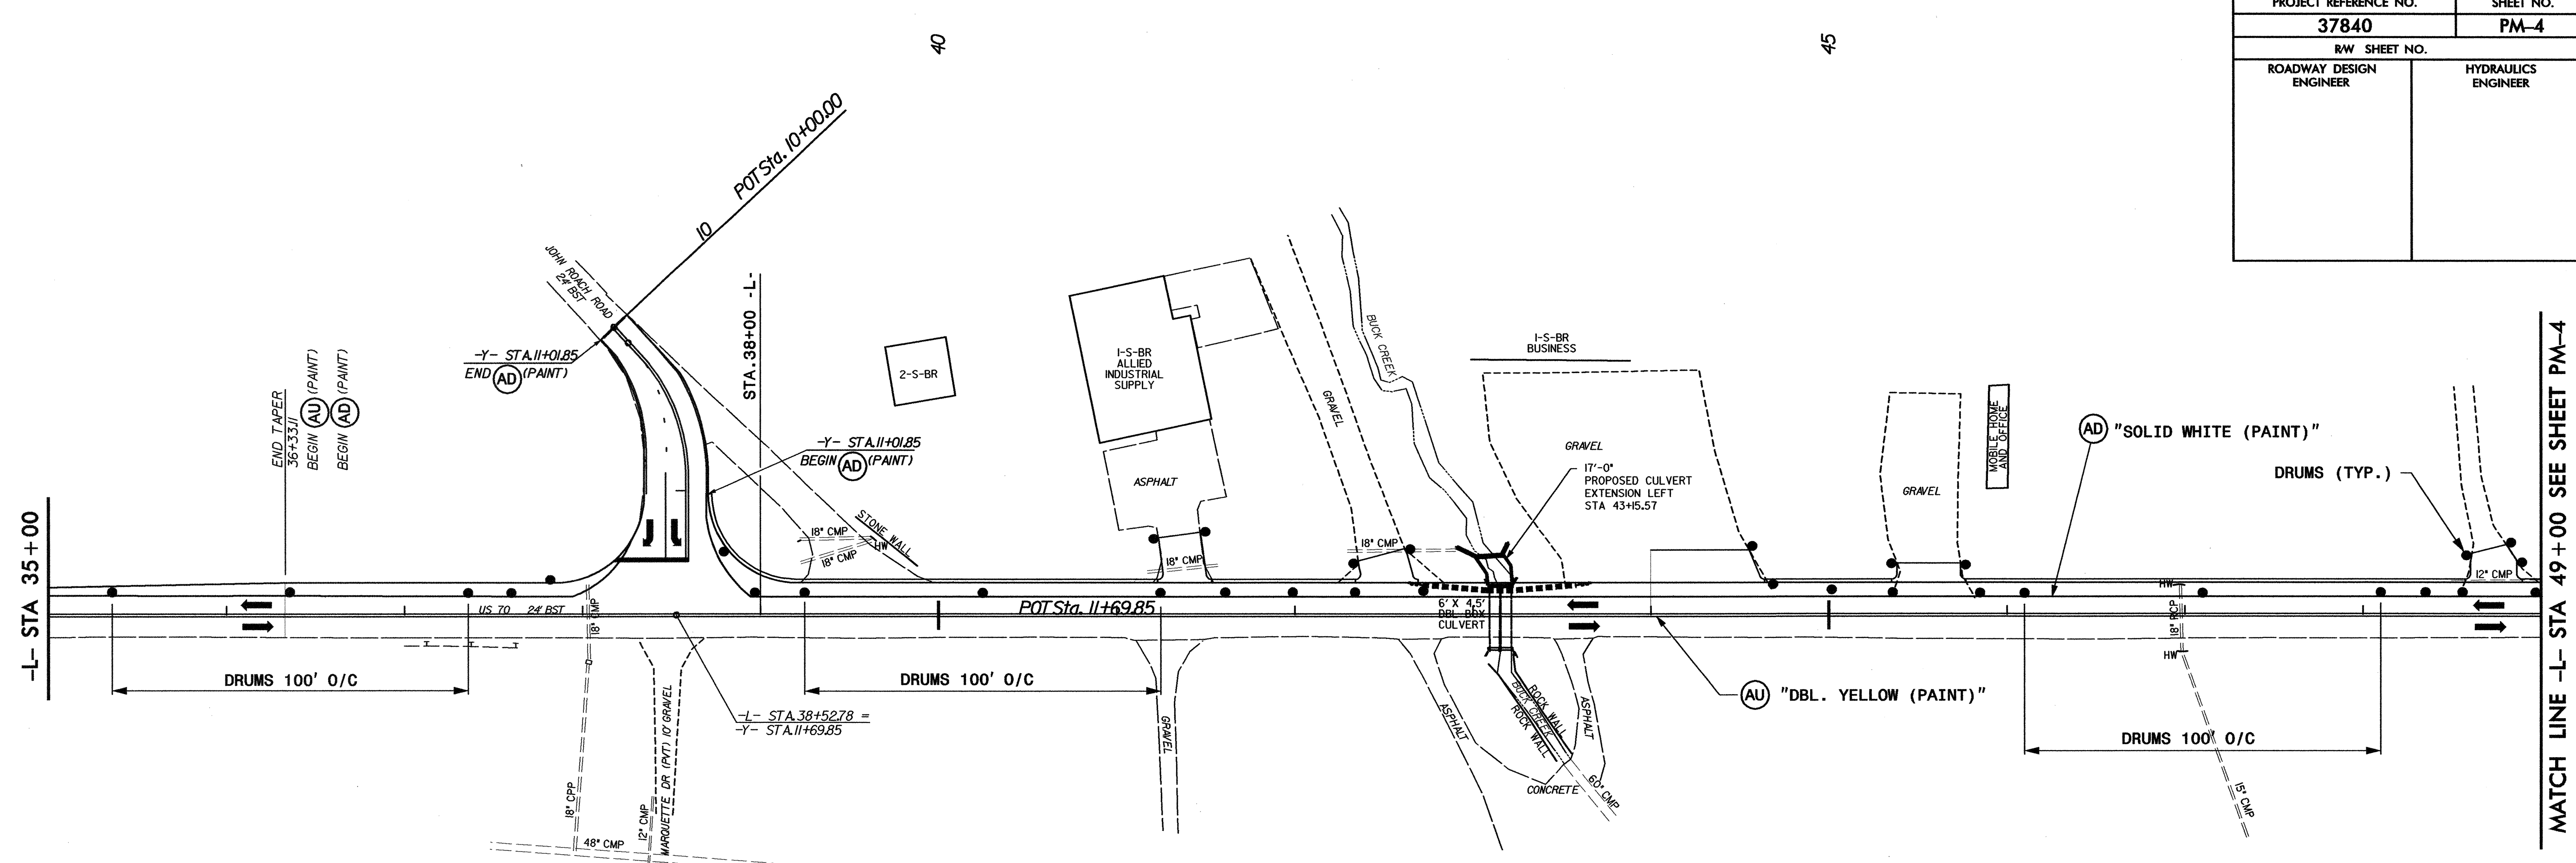 PROJECT REFERENCE NO.
SHEET NO.
37840
PM-4
R/W SHEET NO.
ROADWAY DESIGN
ENGINEER
HYDRAULICS
ENGINEER
40
45
POT Sta. 10+00.00
10
JOHN ROACH ROAD
24' BST
-Y- STA.11+01.85
END AD (PAINT)
STA.38+00 -L-
END TAPER
36+33.11
BEGIN AU (PAINT)
BEGIN AD (PAINT)
2-S-BR
1-S-BR
ALLIED
INDUSTRIAL
SUPPLY
ASPHALT
GRAVEL
BUCK CREEK
1-S-BR
BUSINESS
GRAVEL
17'-0"
PROPOSED CULVERT
EXTENSION LEFT
STA 43+15.57
GRAVEL
MOBILE HOME
AND OFFICE
AD "SOLID WHITE (PAINT)"
DRUMS (TYP.)
-Y- STA.11+01.85
BEGIN AD (PAINT)
STONE WALL
HW
18" CMP
18" CMP
18" CMP
18" CMP
12" CMP
-L- STA 35+00
US 70 24' BST
18" CMP
POT Sta. 11+69.85
6' X 4.5'
DBL BOX
CULVERT
HW
18" RCP
HW
DRUMS 100' O/C
DRUMS 100' O/C
DRUMS 100' O/C
-L- STA.38+52.78 =
-Y- STA.11+69.85
AU "DBL. YELLOW (PAINT)"
MARQUETTE DR (PVT) 10' GRAVEL
18" CPP
12" CMP
48" CMP
GRAVEL
ASPHALT
ROCK WALL
BUCK CREEK
ROCK WALL
ASPHALT
CONCRETE
60" CMP
15" CMP
MATCH LINE -L- STA 49+00 SEE SHEET PM-4